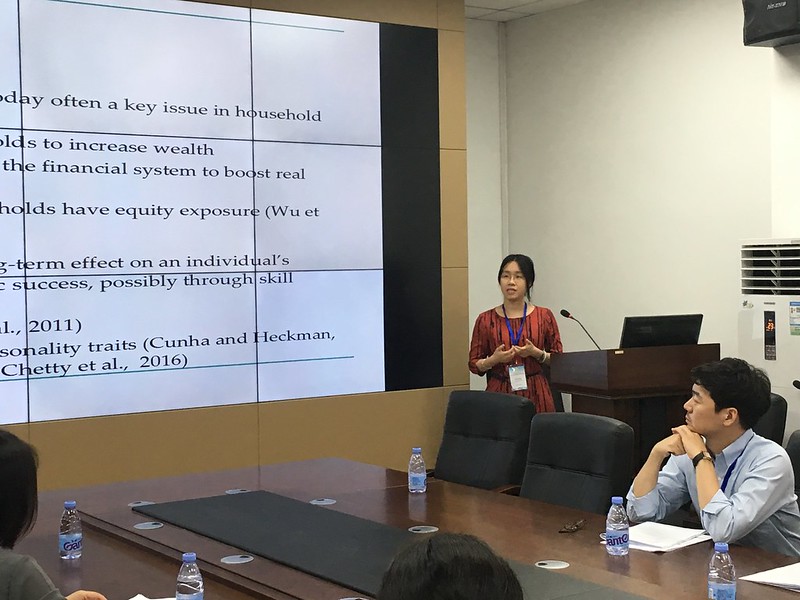 oday often a key issue in household
olds to increase wealth
the financial system to boost real
holds have equity exposure (Wu et
g-term effect on an individual's
c success, possibly through skill
al., 2011)
sonality traits (Cunha and Heckman,
Chetty et al., 2016)